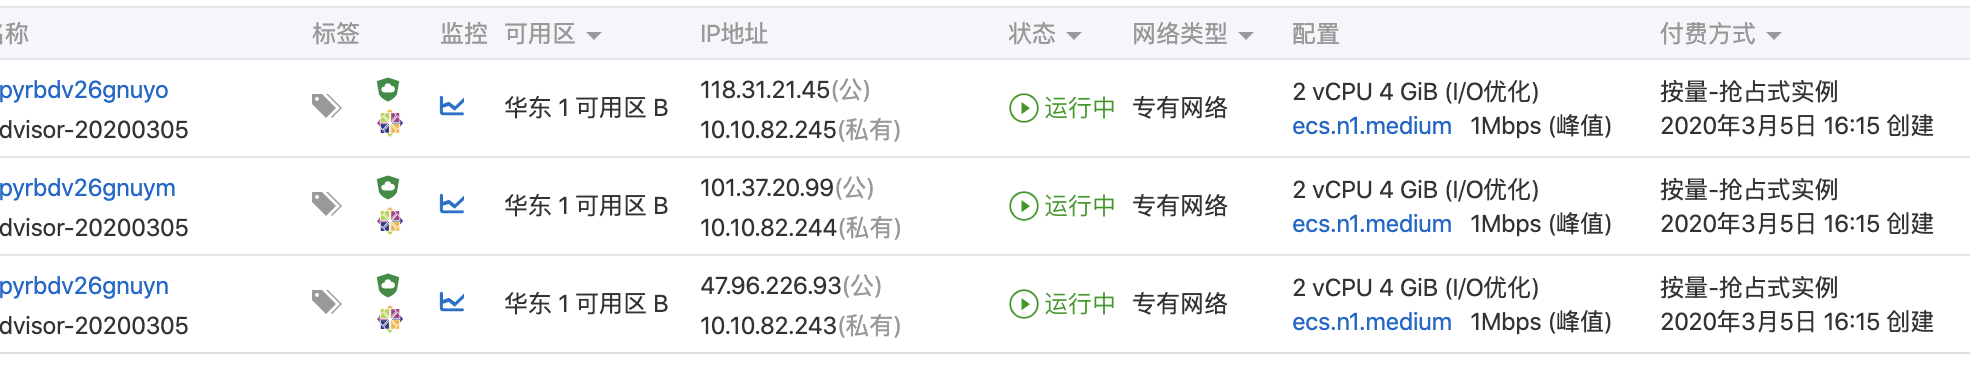 名称 标签 监控 可用区 IP地址 状态 网络类型 配置 付费方式
pyrbdv26gnuyo
dvisor-20200305
华东 1 可用区 B
118.31.21.45(公)
10.10.82.245(私有)
运行中
专有网络
2 vCPU 4 GiB (I/O优化)
ecs.n1.medium 1Mbps (峰值)
按量-抢占式实例
2020年3月5日 16:15 创建
pyrbdv26gnuym
dvisor-20200305
华东 1 可用区 B
101.37.20.99(公)
10.10.82.244(私有)
运行中
专有网络
2 vCPU 4 GiB (I/O优化)
ecs.n1.medium 1Mbps (峰值)
按量-抢占式实例
2020年3月5日 16:15 创建
pyrbdv26gnuyn
dvisor-20200305
华东 1 可用区 B
47.96.226.93(公)
10.10.82.243(私有)
运行中
专有网络
2 vCPU 4 GiB (I/O优化)
ecs.n1.medium 1Mbps (峰值)
按量-抢占式实例
2020年3月5日 16:15 创建